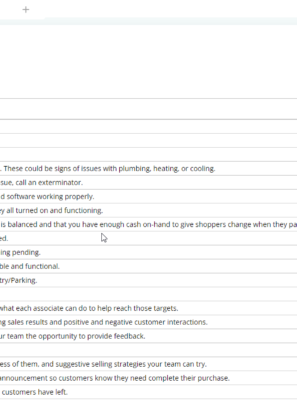 +
. These could be signs of issues with plumbing, heating, or cooling.
sue, call an exterminator.
d software working properly.
y all turned on and functioning.
is balanced and that you have enough cash on-hand to give shoppers change when they pa
ed.
ing pending.
ble and functional.
try/Parking.
what each associate can do to help reach those targets.
ng sales results and positive and negative customer interactions.
ur team the opportunity to provide feedback.
ess of them, and suggestive selling strategies your team can try.
announcement so customers know they need complete their purchase.
customers have left.